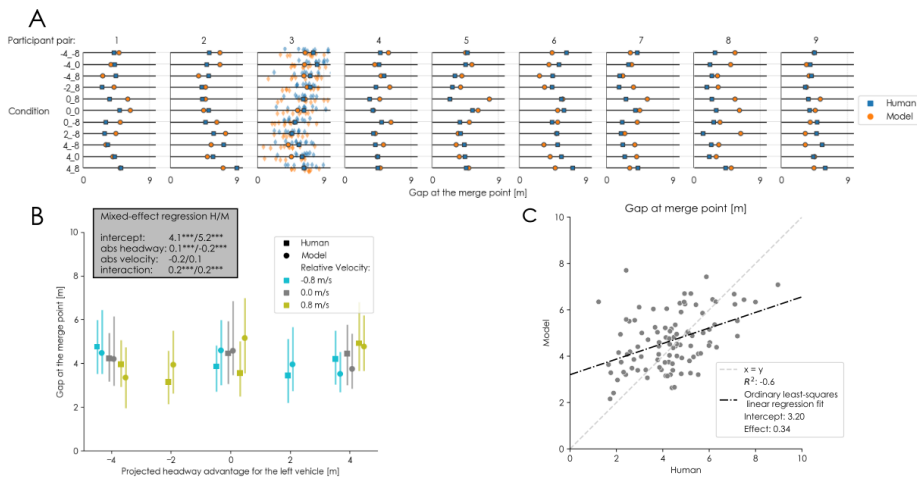 A
Participant pair: 1 2 3 4 5 6 7 8 9
-4_-8
-4_0
-4_8
-2_8
0_8
Condition 0_0
0_-8
2_-8
4_-8
4_0
4_8
Human
Model
0 9 0 9 0 9 0 9 0 9 0 9 0 9 0 9 0 9
Gap at the merge point [m]
B
Mixed-effect regression H/M
intercept: 4.1***/5.2***
abs headway: 0.1***/-0.2***
abs velocity: -0.2/0.1
interaction: 0.2***/0.2***
Human
Model
Relative Velocity:
-0.8 m/s
0.0 m/s
0.8 m/s
Gap at the merge point [m]
10
8
6
4
2
0
−4 −2 0 2 4
Projected headway advantage for the left vehicle [m]
C
Gap at merge point [m]
Model
10
8
6
4
2
0
x = y
R²: -0.6
Ordinary least-squares
linear regression fit
Intercept: 3.20
Effect: 0.34
0 2 4 6 8 10
Human